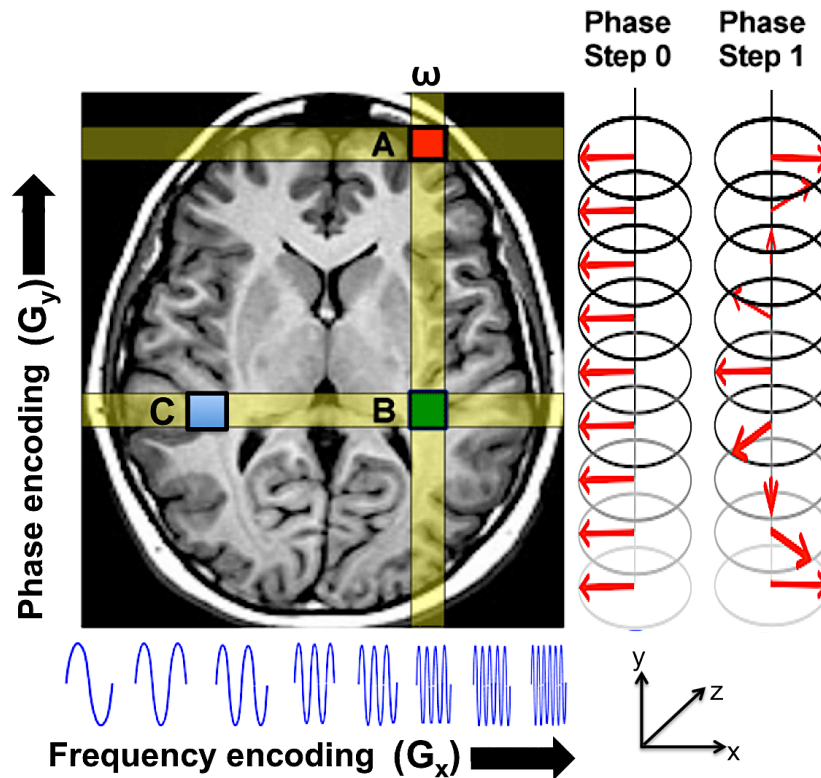 Phase Step 0
Phase Step 1
ω
A
B
C
Phase encoding (Gy)
Frequency encoding (Gx)
y
z
x